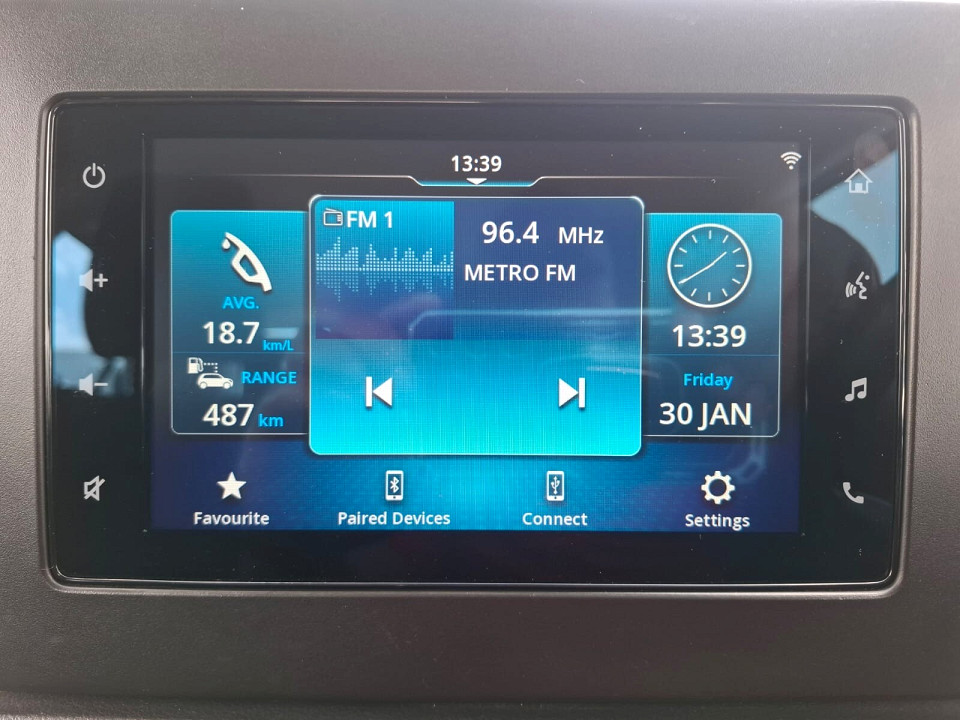 13:39
AVG.
18.7 km/L
RANGE
487 km
FM 1
96.4 MHz
METRO FM
13:39
Friday
30 JAN
Favourite
Paired Devices
Connect
Settings